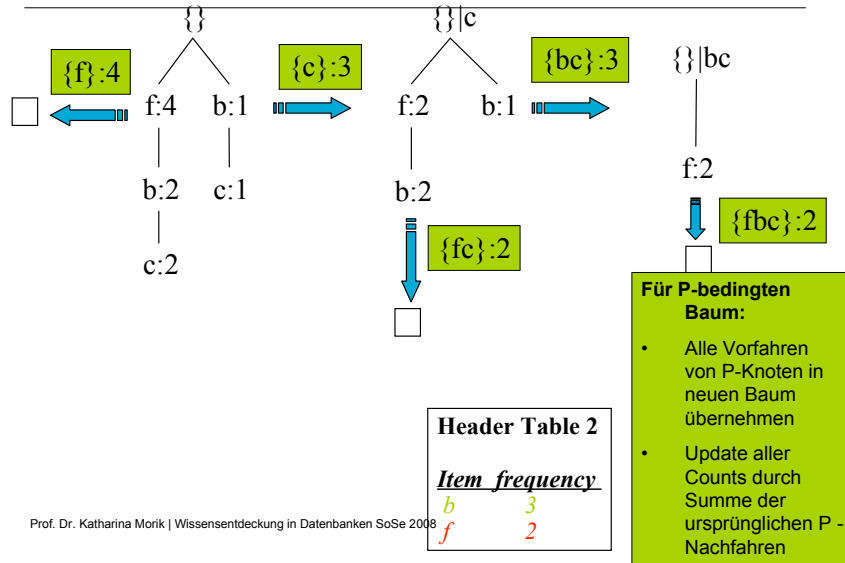 {}
{}|c
{f}:4
{c}:3
{bc}:3
{}|bc
f:4
b:1
f:2
b:1
b:2
c:1
b:2
f:2
c:2
{fc}:2
{fbc}:2
Für P-bedingten
Baum:
• Alle Vorfahren
von P-Knoten in
neuen Baum
übernehmen
• Update aller
Counts durch
Summe der
ursprünglichen P -
Nachfahren
Header Table 2
Item frequency
b 3
f 2
Prof. Dr. Katharina Morik | Wissensentdeckung in Datenbanken SoSe 2008